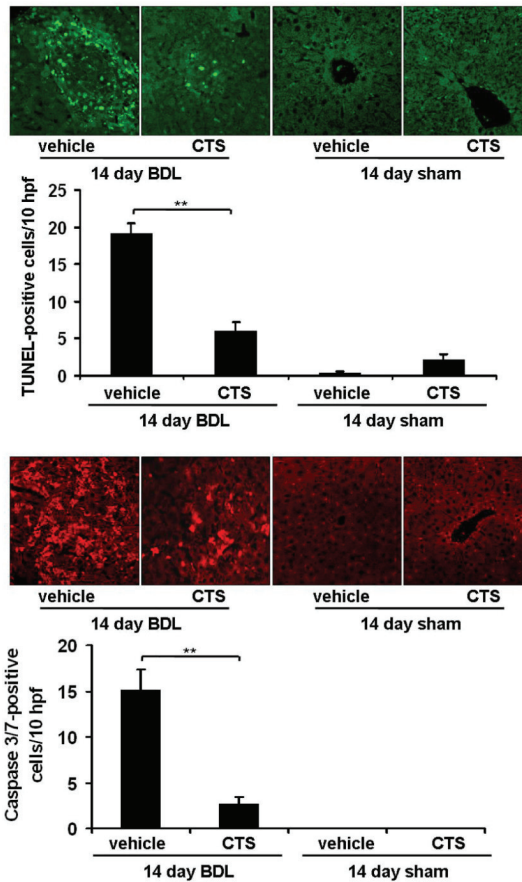 vehicle CTS vehicle CTS
14 day BDL 14 day sham
TUNEL-positive cells/10 hpf
25
20
15
10
5
0
**
vehicle CTS vehicle CTS
14 day BDL 14 day sham
vehicle CTS vehicle CTS
14 day BDL 14 day sham
Caspase 3/7-positive
cells/10 hpf
20
15
10
5
0
**
vehicle CTS vehicle CTS
14 day BDL 14 day sham